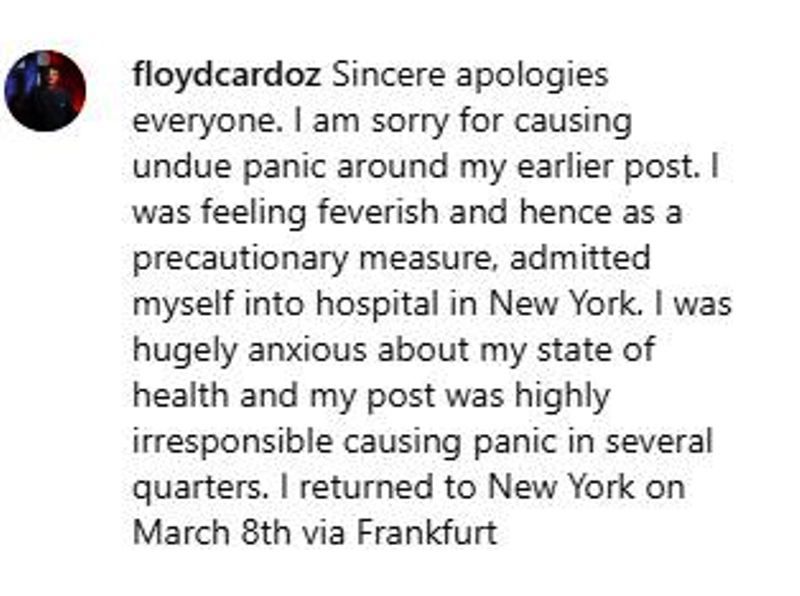 floydcardoz Sincere apologies
everyone. I am sorry for causing
undue panic around my earlier post. I
was feeling feverish and hence as a
precautionary measure, admitted
myself into hospital in New York. I was
hugely anxious about my state of
health and my post was highly
irresponsible causing panic in several
quarters. I returned to New York on
March 8th via Frankfurt